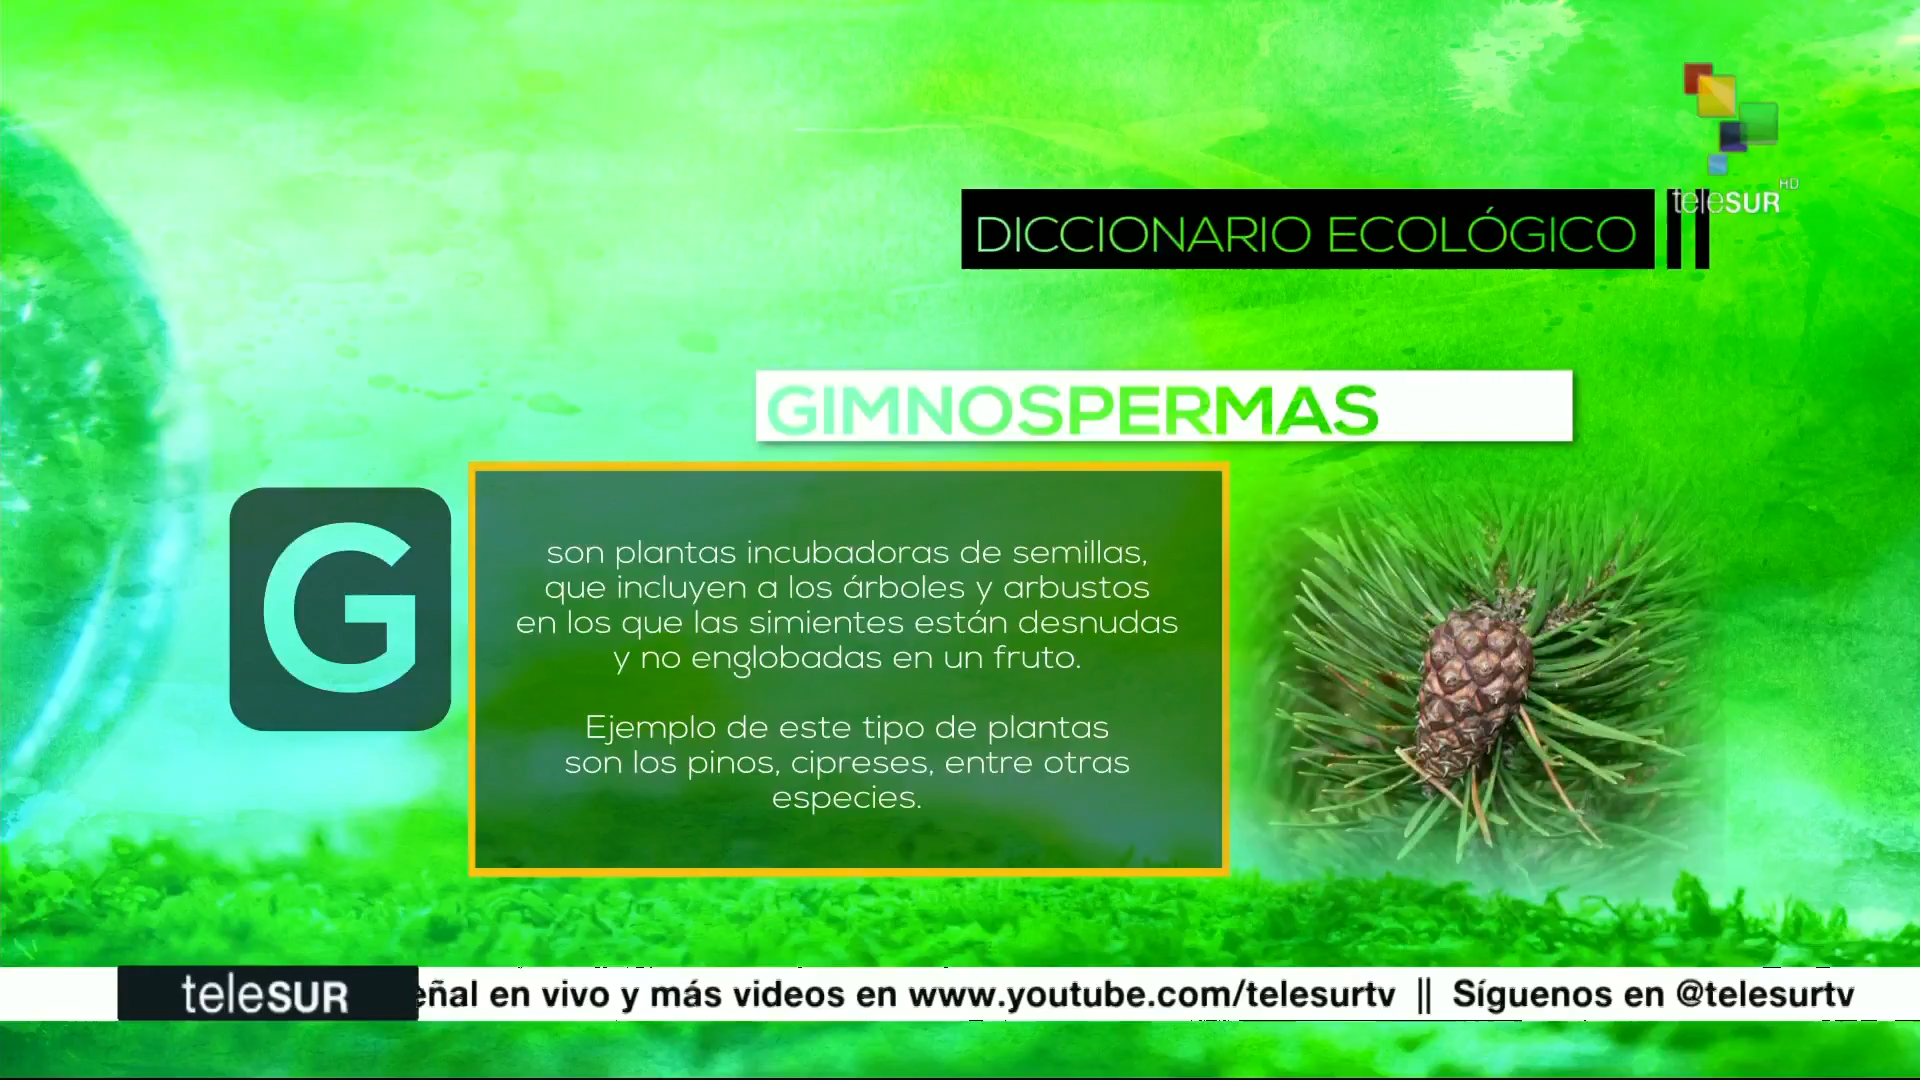 HD
teleSUR
DICCIONARIO ECOLÓGICO
GIMNOSPERMAS
G
son plantas incubadoras de semillas,
que incluyen a los árboles y arbustos
en los que las simientes están desnudas
y no englobadas en un fruto.
Ejemplo de este tipo de plantas
son los pinos, cipreses, entre otras
especies.
teleSUR
eñal en vivo y más videos en www.youtube.com/telesurtv || Síguenos en @telesurtv